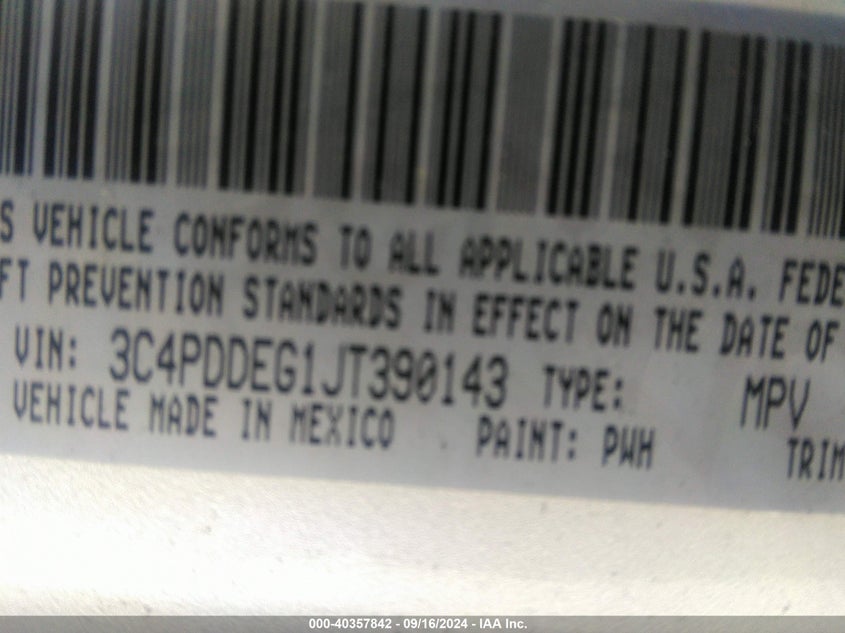 S VEHICLE CONFORMS TO ALL APPLICABLE U.S.A. FEDE
FT PREVENTION STANDARDS IN EFFECT ON THE DATE OF
VIN: 3C4PDDEG1JT390143 TYPE: MPV
VEHICLE MADE IN MEXICO PAINT: PWH TRIM
000-40357842 - 09/16/2024 - IAA Inc.